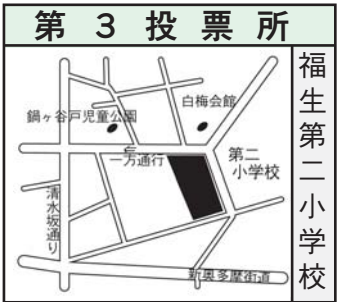 第3投票所
福生第二小学校
白梅会館
鍋ヶ谷戸児童公園
一方通行
第二
小学校
清水坂通り
新奥多摩街道